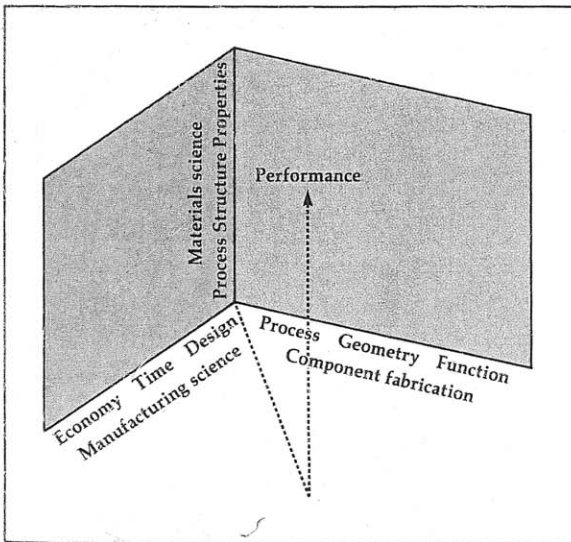 Materials science
Process Structure Properties
Performance
Economy Time Design
Manufacturing science
Process Geometry Function
Component fabrication